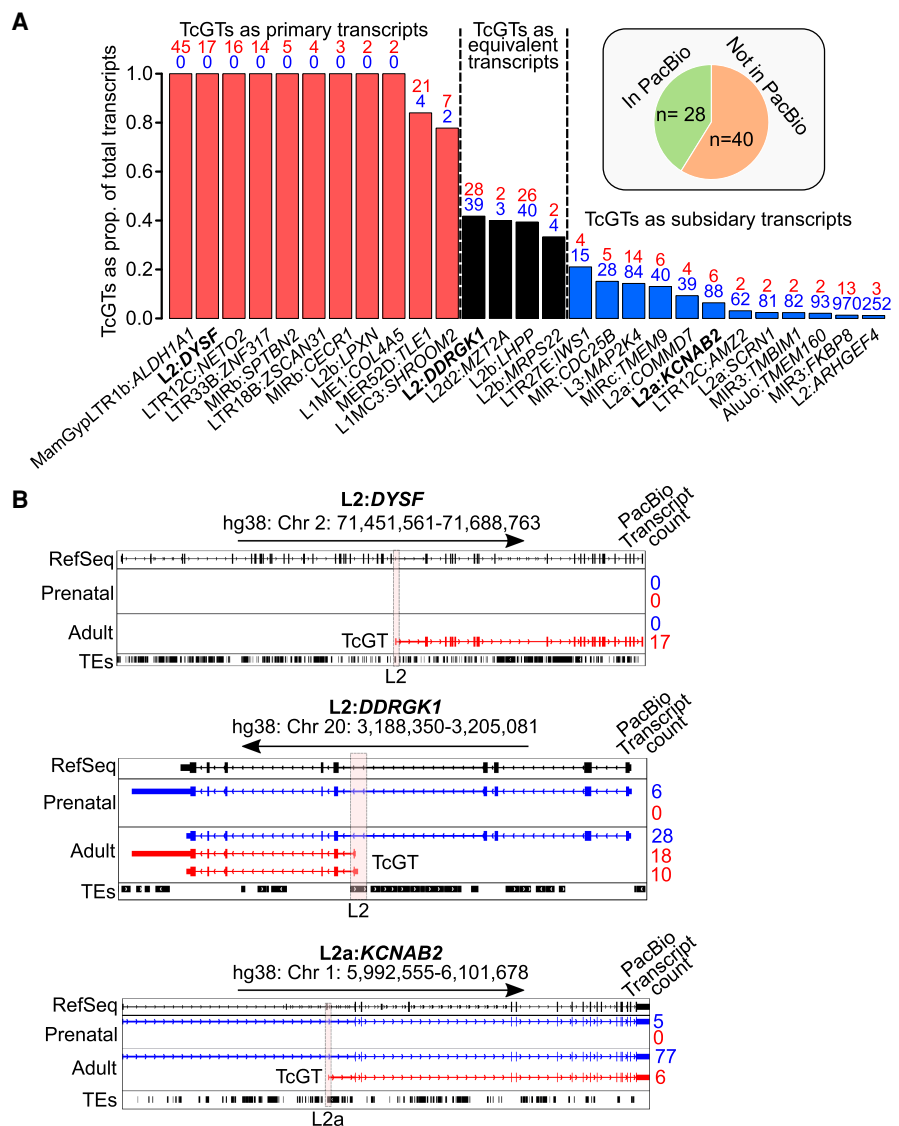 A
TcGTs as primary transcripts
TcGTs as
equivalent
transcripts
45 17 16 14 5 4 3 2 2
0 0 0 0 0 0 0 0 0
21
4
7
2
28
39
2
3
26
40
2
4
In PacBio
Not in PacBio
n= 28
n=40
TcGTs as subsidary transcripts
4
15
5
28
14
84
6
40
4
39
6
88
2
62
2
81
2
82
2
93
13
970
3
252
TcGTs as prop. of total transcripts
1.0
0.8
0.6
0.4
0.2
0.0
MamGypLTR1b:ALDH1A1
L2:DYSF
LTR12C:NETO2
LTR33B:ZNF317
MIRb:SPTBN2
LTR18B:ZSCAN31
MIRb:CECR1
L2b:LPXN
L1ME1:COL4A5
MER52D:TLE1
L1MC3:SHROOM2
L2:DDRGK1
L2d2:MZT2A
L2b:LHPP
L2b:MRPS22
LTR27E:IWS1
MIR:CDC25B
L3:MAP2K4
MIRc:TMEM9
L2a:COMMD7
L2a:KCNAB2
LTR12C:AMZ2
L2a:SCRN1
MIR3:TMBIM1
AluJo:TMEM160
MIR3:FKBP8
L2:ARHGEF4
B
L2:DYSF
hg38: Chr 2: 71,451,561-71,688,763
PacBio
Transcript
count
RefSeq
Prenatal
0
0
Adult
0
TcGT
17
TEs
L2
L2:DDRGK1
hg38: Chr 20: 3,188,350-3,205,081
PacBio
Transcript
count
RefSeq
Prenatal
6
0
Adult
28
18
TcGT
10
TEs
L2
L2a:KCNAB2
hg38: Chr 1: 5,992,555-6,101,678
PacBio
Transcript
count
RefSeq
Prenatal
5
0
Adult
77
TcGT
6
TEs
L2a